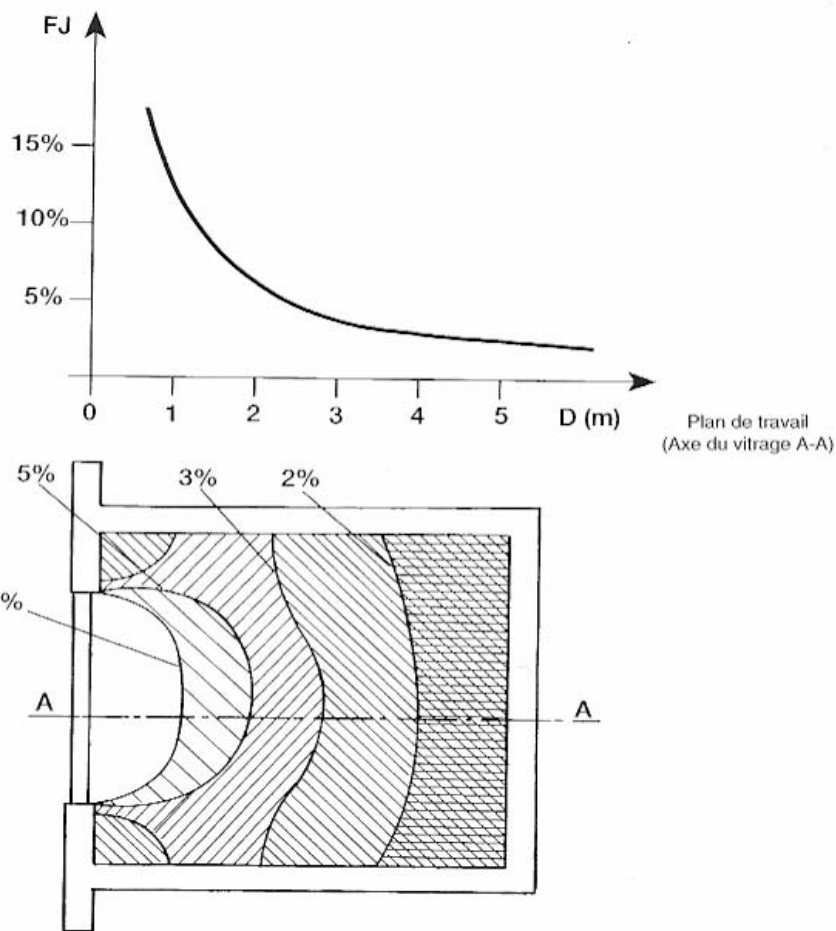 FJ
15%
10%
5%
0 1 2 3 4 5 D (m)
Plan de travail
(Axe du vitrage A-A)
5% 3% 2%
%
A A